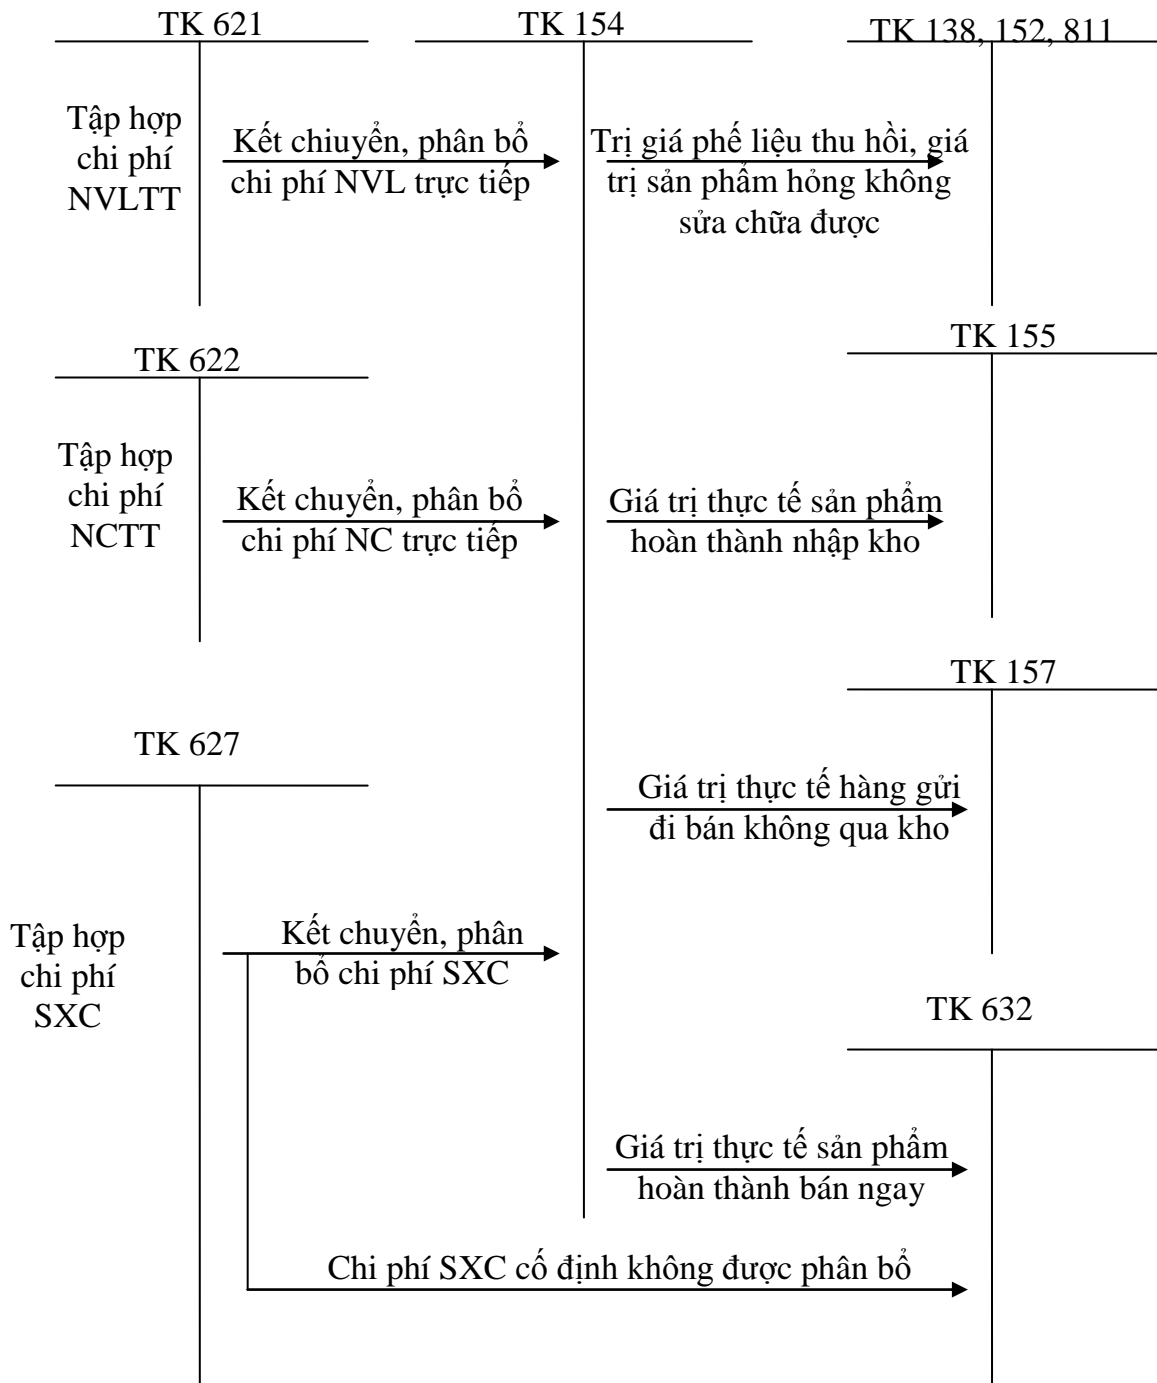 TK 621
TK 154
TK 138, 152, 811
Tập hợp
chi phí
NVLTT
Kết chiuyển, phân bổ
chi phí NVL trực tiếp
Trị giá phế liệu thu hồi, giá
trị sản phẩm hỏng không
sửa chữa được
TK 155
TK 622
Tập hợp
chi phí
NCTT
Kết chuyển, phân bổ
chi phí NC trực tiếp
Giá trị thực tế sản phẩm
hoàn thành nhập kho
TK 157
TK 627
Giá trị thực tế hàng gửi
đi bán không qua kho
Tập hợp
chi phí
SXC
Kết chuyển, phân
bổ chi phí SXC
TK 632
Giá trị thực tế sản phẩm
hoàn thành bán ngay
Chi phí SXC cố định không được phân bổ